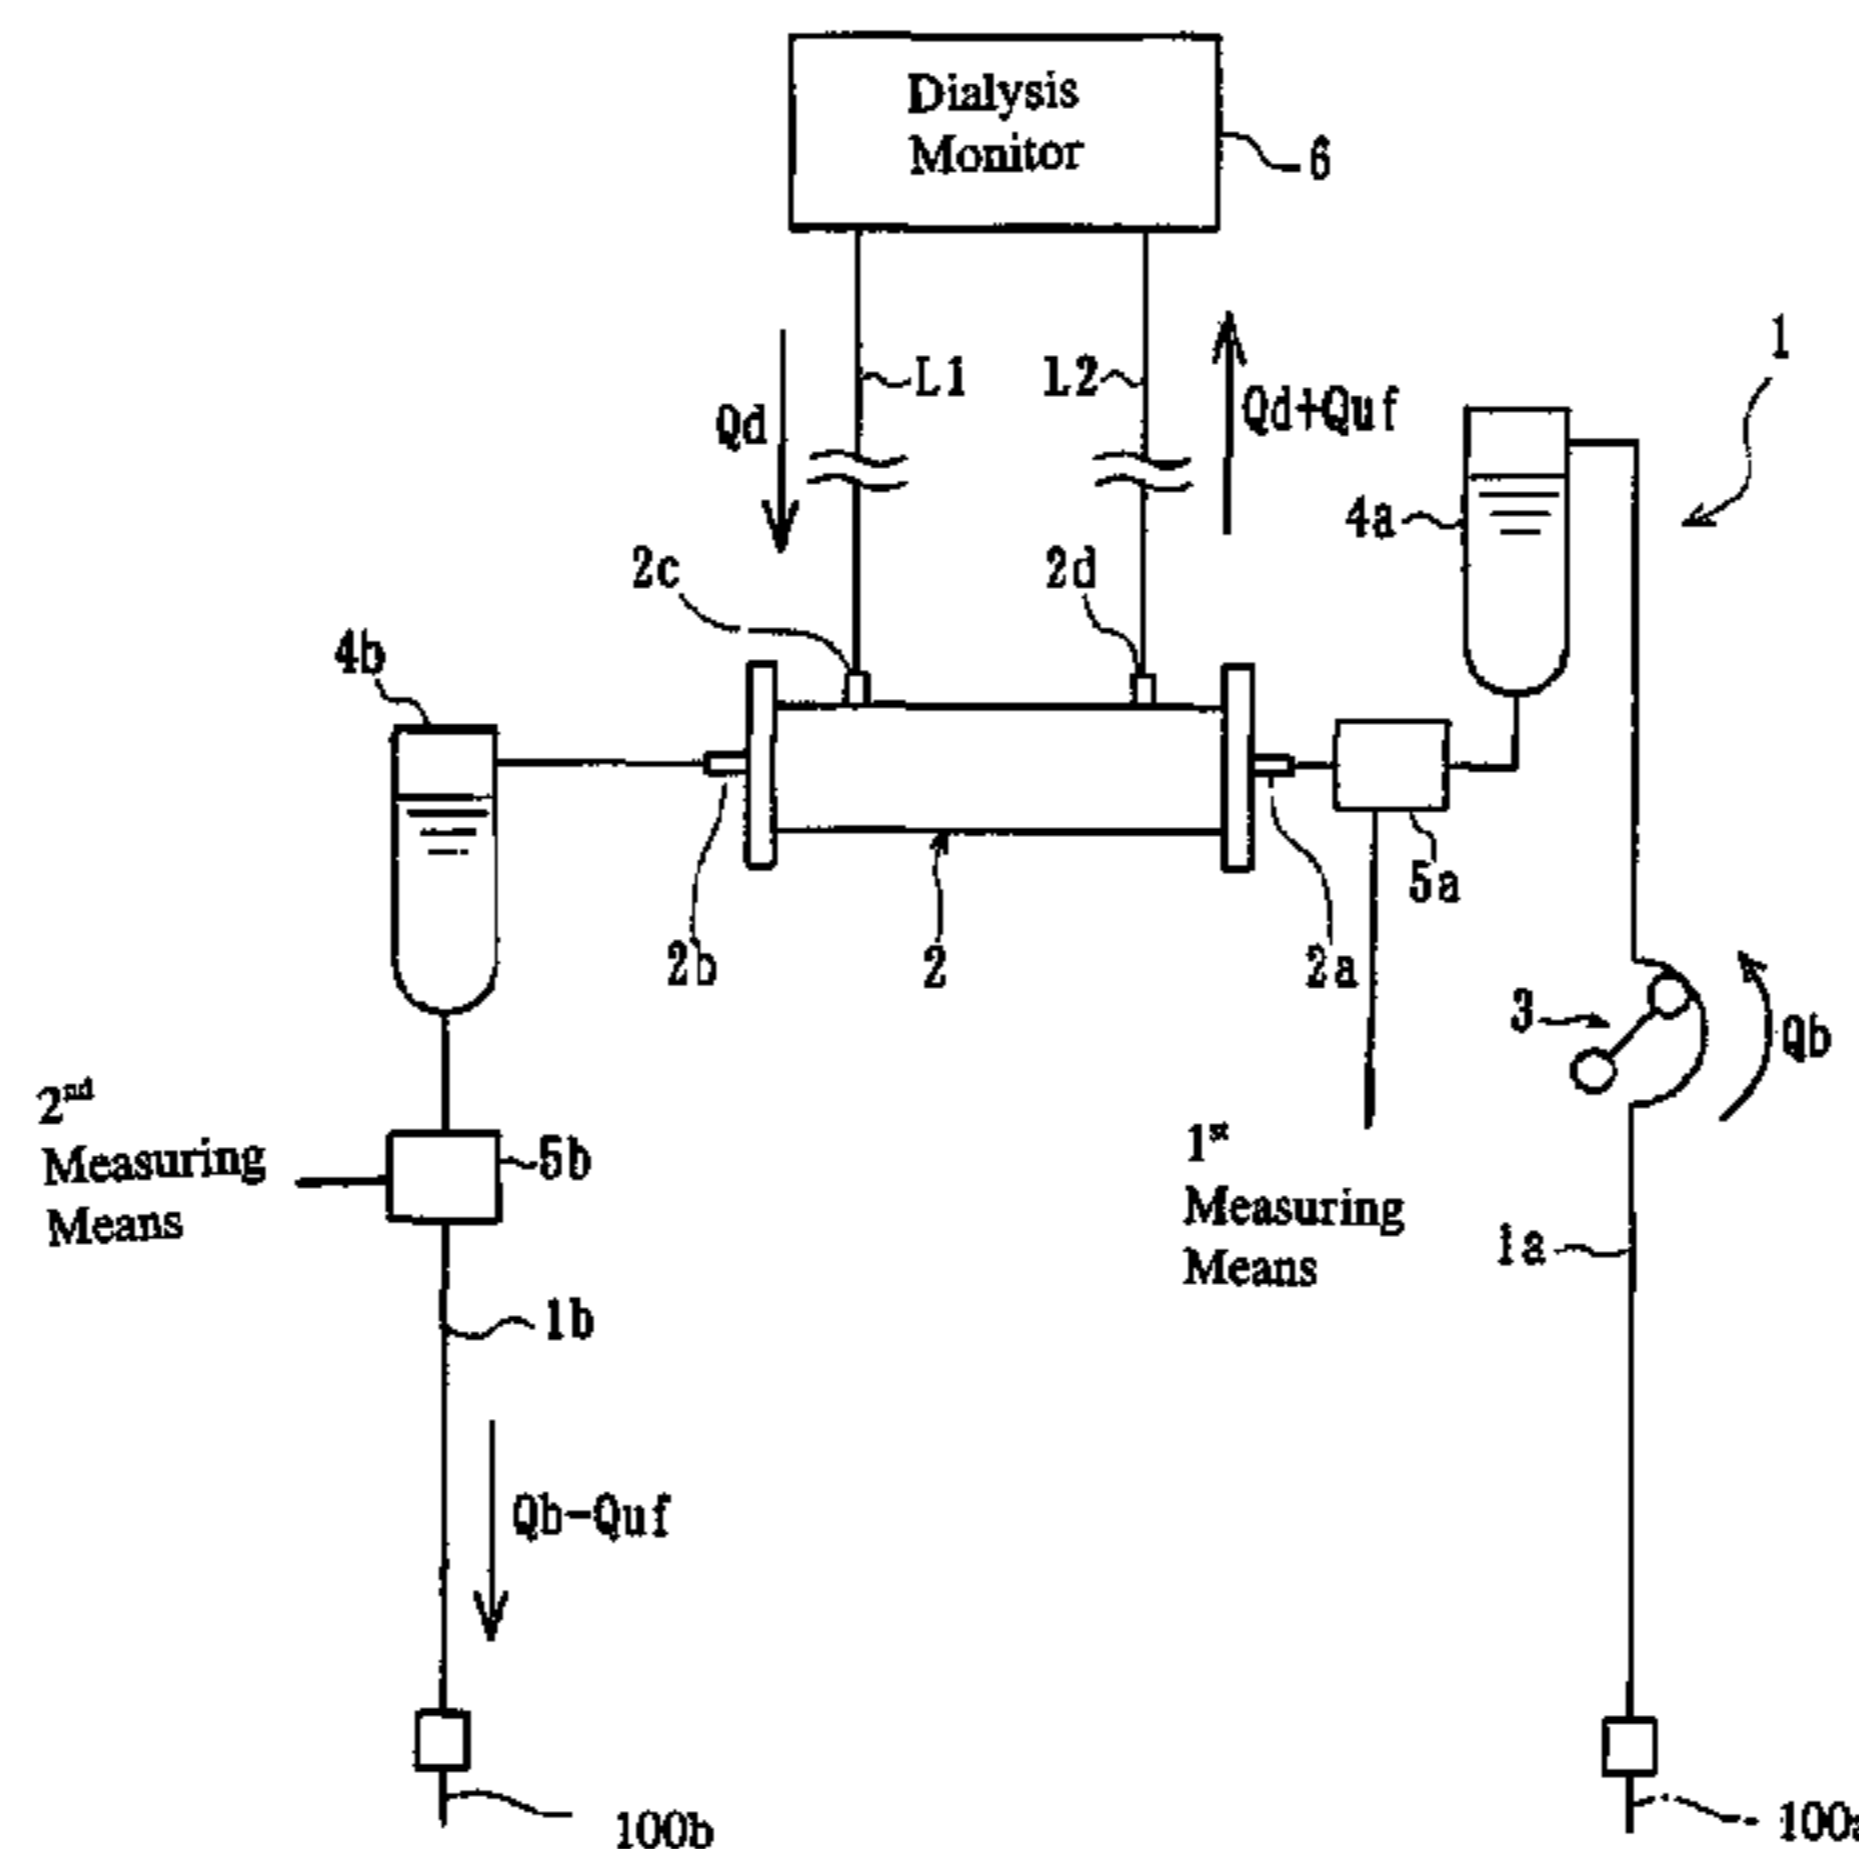 Dialysis
Monitor
6
1
L1
L2
Qd
Qd+Quf
4a
2c
2d
4b
5a
2b
2
2a
3
Qb
2nd
Measuring
Means
5b
1st
Measuring
Means
1a
1b
Qb-Quf
100b
100a